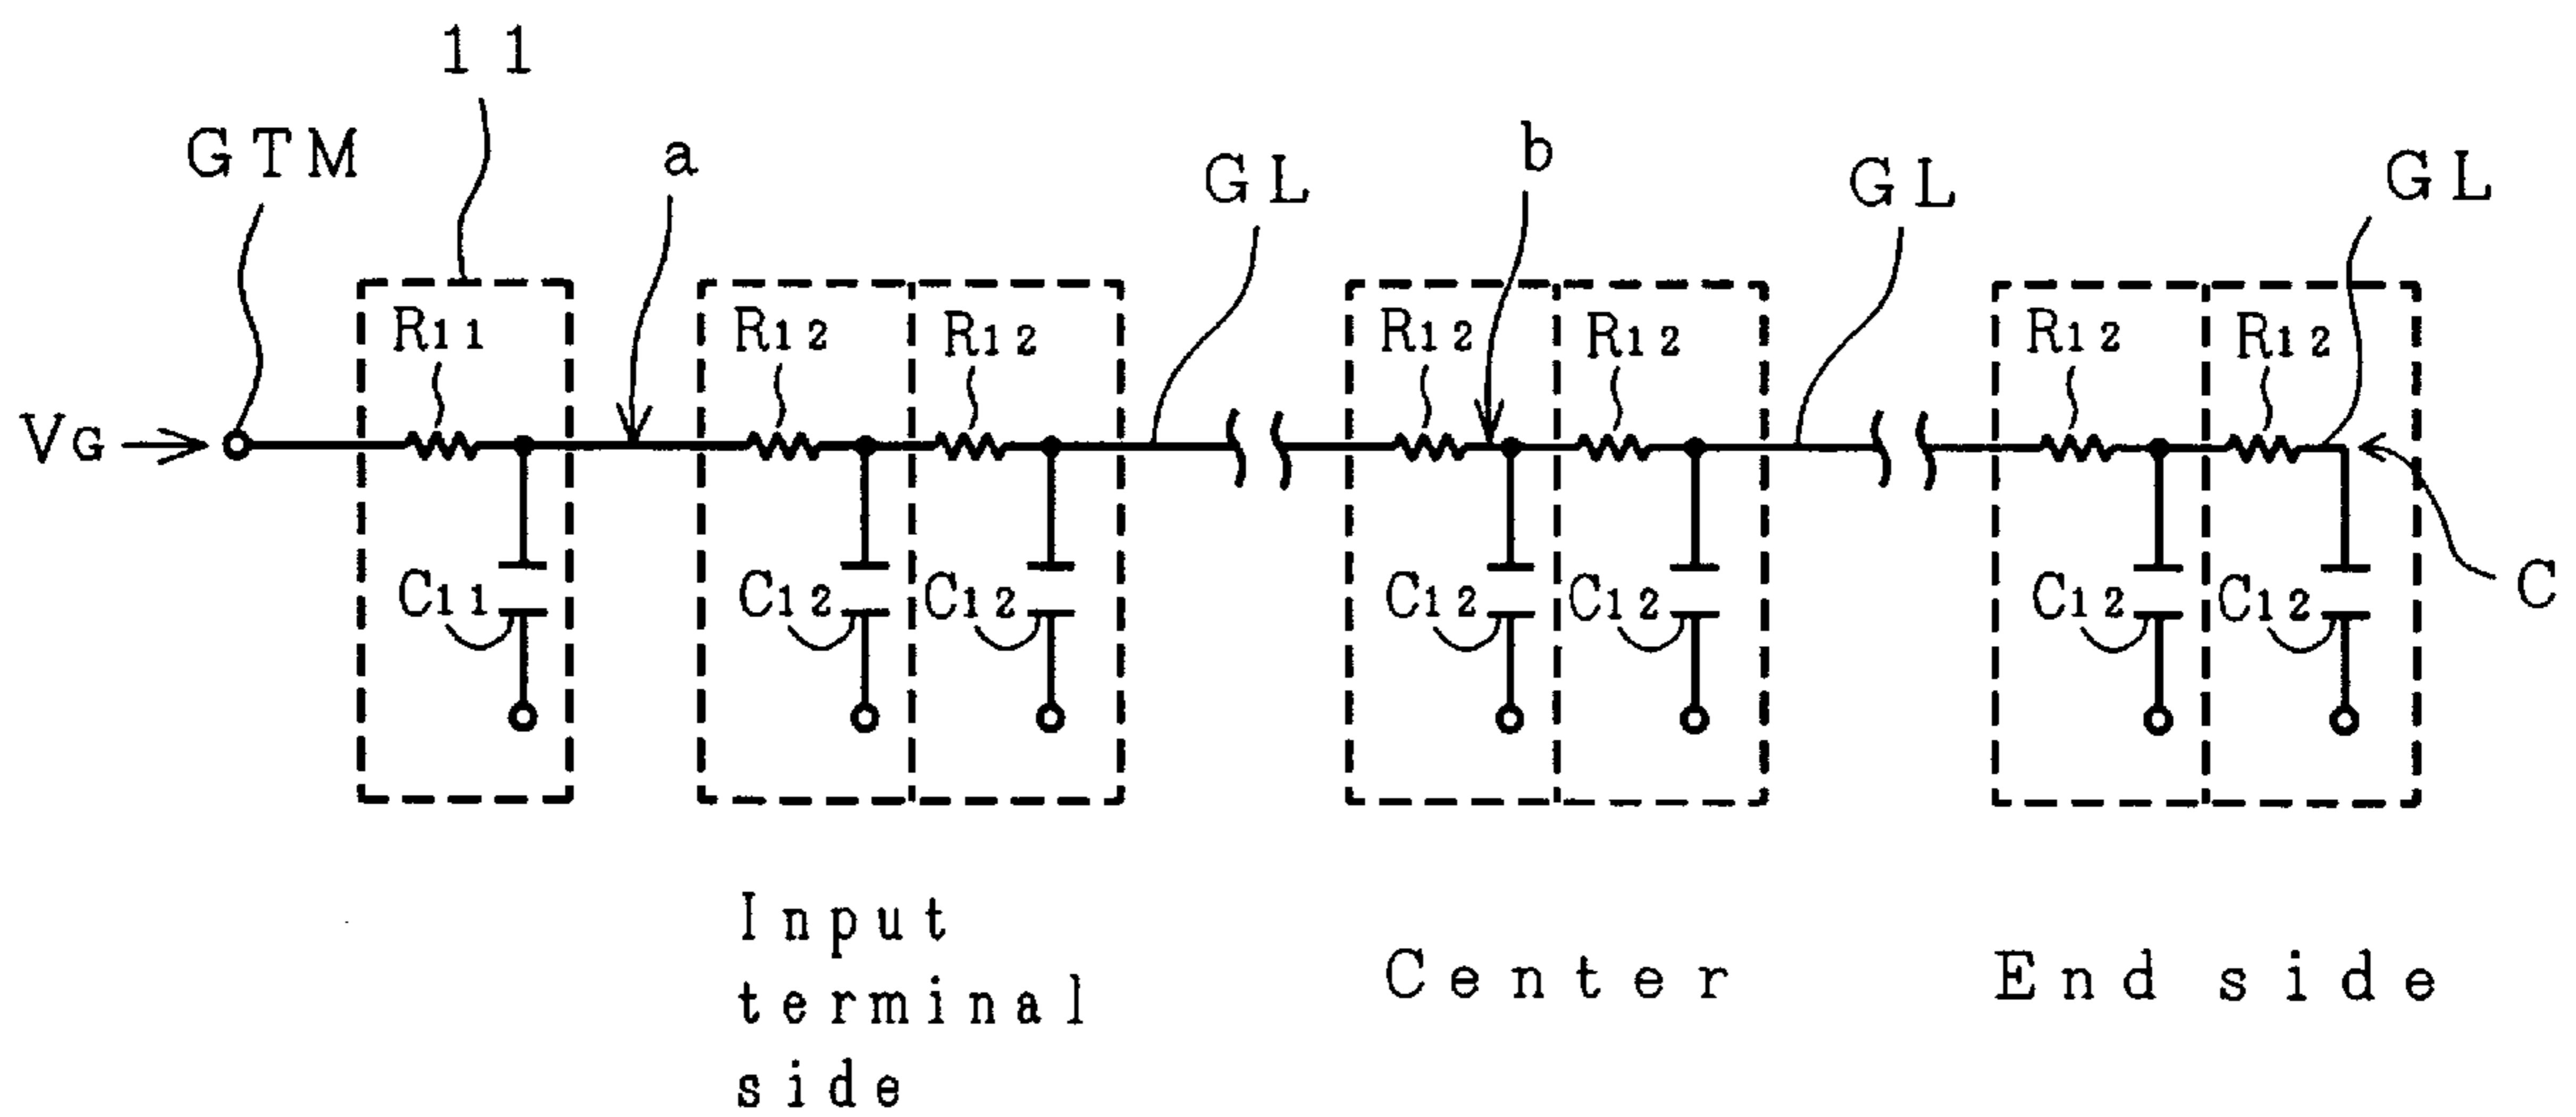 11
GTM
a
GL
b
GL
GL
R11
R12
R12
R12
R12
R12
R12
VG
C11
C12
C12
C12
C12
C12
C12
C
Input
terminal
side
Center
End side